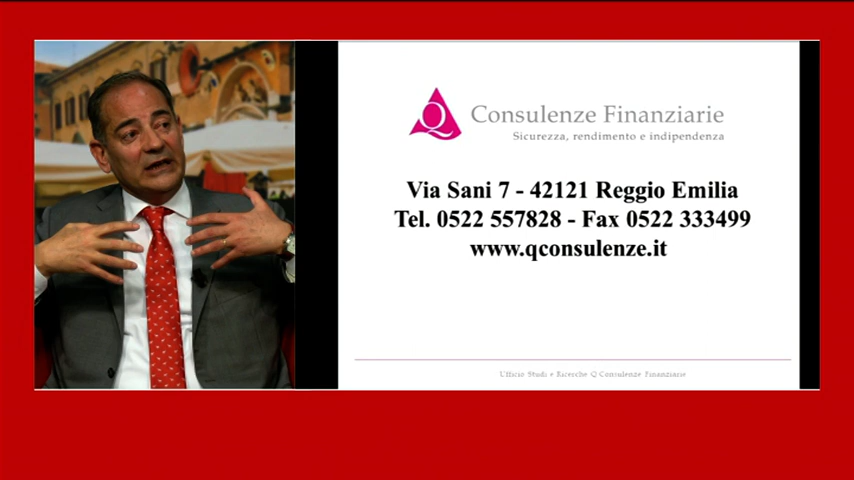 Q
Consulenze Finanziarie
Sicurezza, rendimento e indipendenza
Via Sani 7 - 42121 Reggio Emilia
Tel. 0522 557828 - Fax 0522 333499
www.qconsulenze.it
Ufficio Studi e Ricerche Q Consulenze Finanziarie